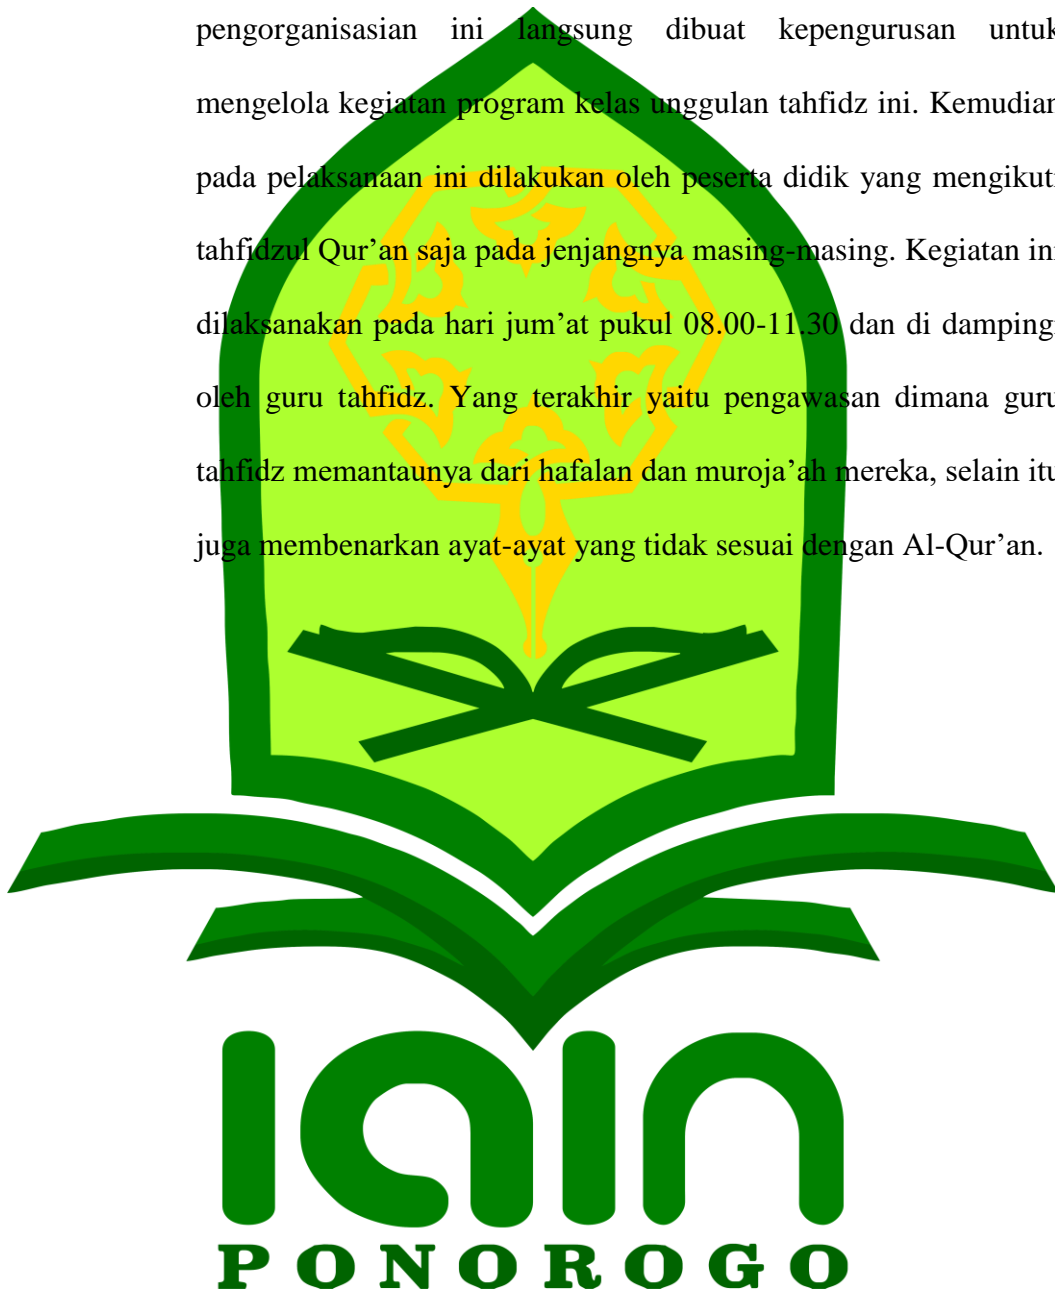 pengorganisasian ini langsung dibuat kepengurusan untuk
mengelola kegiatan program kelas unggulan tahfidz ini. Kemudian
pada pelaksanaan ini dilakukan oleh peserta didik yang mengikuti
tahfidzul Qur’an saja pada jenjangnya masing-masing. Kegiatan ini
dilaksanakan pada hari jum’at pukul 08.00-11.30 dan di dampingi
oleh guru tahfidz. Yang terakhir yaitu pengawasan dimana guru
tahfidz memantaunya dari hafalan dan muroja’ah mereka, selain itu
juga membenarkan ayat-ayat yang tidak sesuai dengan Al-Qur’an.
IAIN
PONOROGO